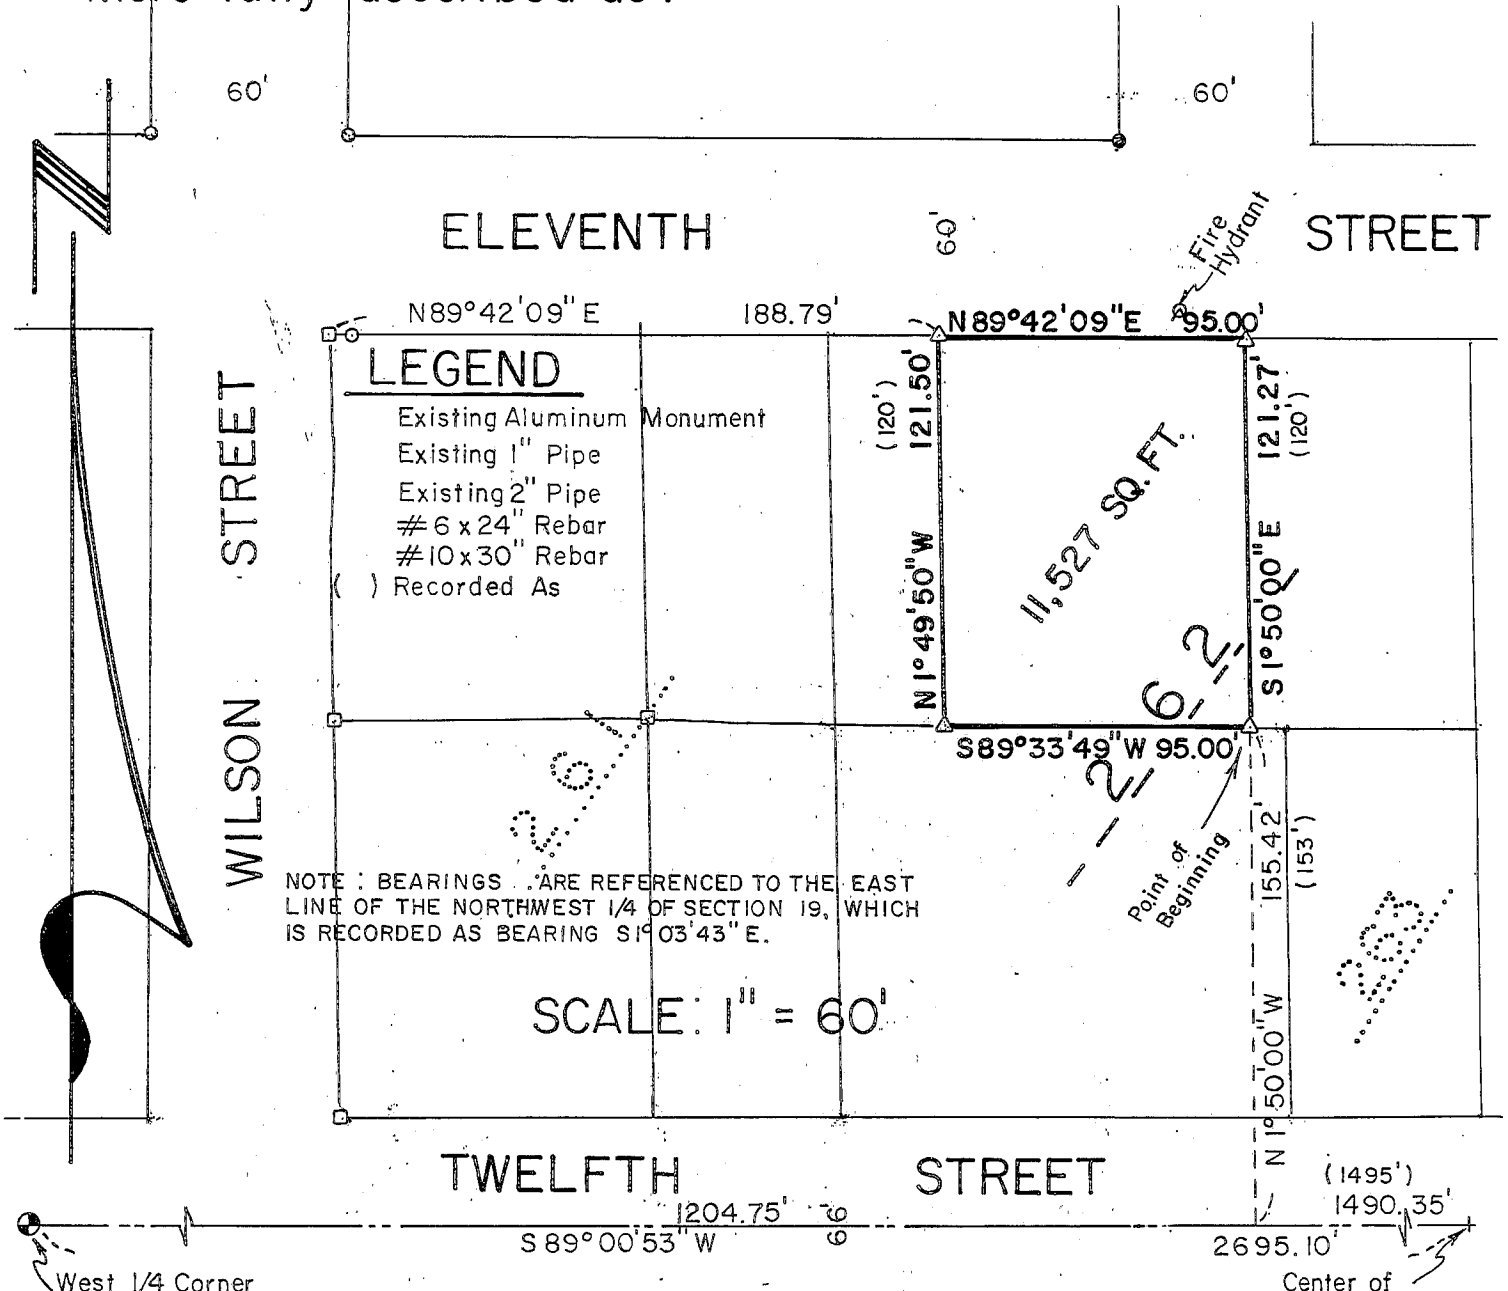 60'
60'
ELEVENTH
60'
Fire
Hydrant
STREET
N89°42'09"E 188.79'
N89°42'09"E 95.00'
LEGEND
Existing Aluminum Monument
Existing 1" Pipe
Existing 2" Pipe
#6x24" Rebar
#10x30" Rebar
( ) Recorded As
(120')
121.50'
N1°49'50"W
11,527 SQ. FT.
121.27'
(120')
S1°50'00"E
WILSON STREET
261
262
S89°33'49"W 95.00'
Point of
Beginning
155.42'
(153')
N1°50'00"W
263
NOTE: BEARINGS ARE REFERENCED TO THE EAST
LINE OF THE NORTHWEST 1/4 OF SECTION 19, WHICH
IS RECORDED AS BEARING S1°03'43"E.
SCALE: 1" = 60'
TWELFTH STREET
(1495')
1204.75'
66'
1490.35'
S89°00'53"W
2695.10'
West 1/4 Corner
Center of